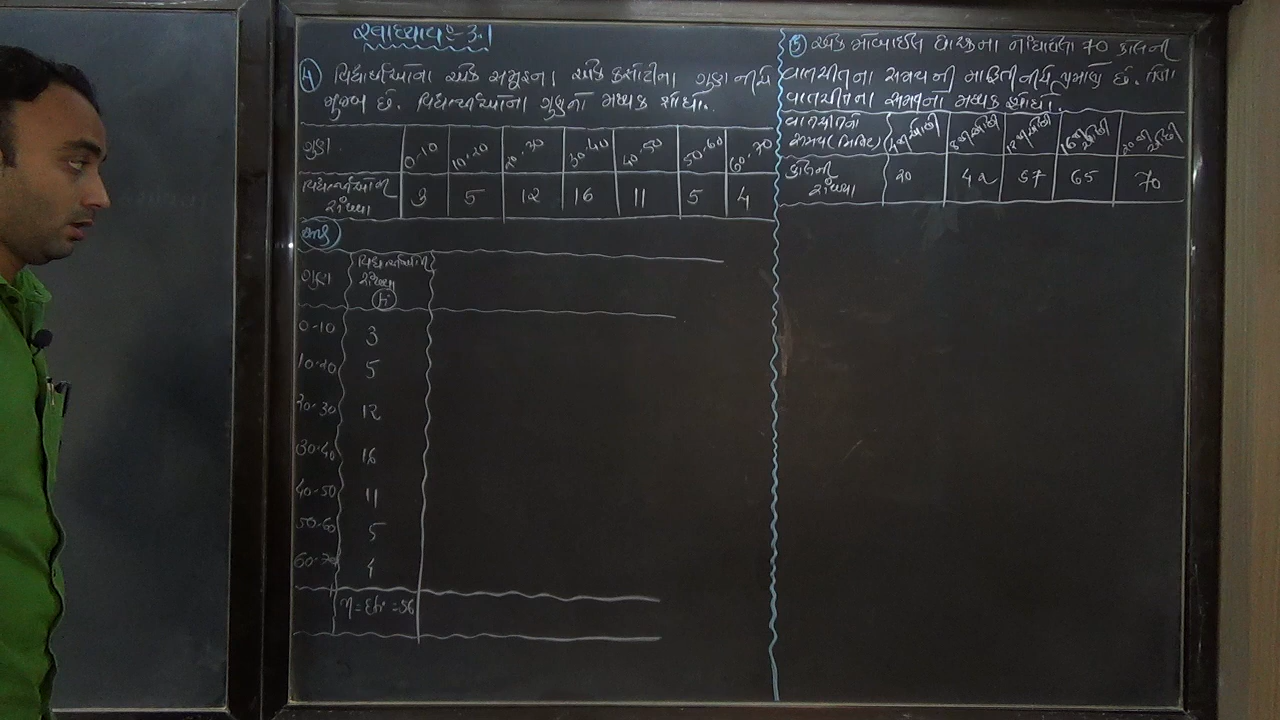 સ્વાધ્યાય:- 3.1
4 વિદ્યાર્થીઓના એક સમૂહના એક કસોટીના ગુણ નીચે
મુજબ છે. વિદ્યાર્થીઓના ગુણનો મધ્યક શોધો.
ગુણ 0-10 10-20 20-30 30-40 40-50 50-60 60-70
વિદ્યાર્થીઓની સંખ્યા 3 5 12 16 11 5 4
ગુણ વિદ્યાર્થીઓની
સંખ્યા
fi
0-10 3
10-20 5
20-30 12
30-40 16
40-50 11
50-60 5
60-70 4
n = Σfi = 56
5 એક મોબાઈલ ધારકના નોંધાયેલા 70 કોલની
વાતચીતના સમયની માહિતી નીચે પ્રમાણે છે. તેના
વાતચીતના સમયનો મધ્યક શોધો.
વાતચીતનો
સમય (મિનિટ)
કોલની
સંખ્યા 20 42 57 65 70